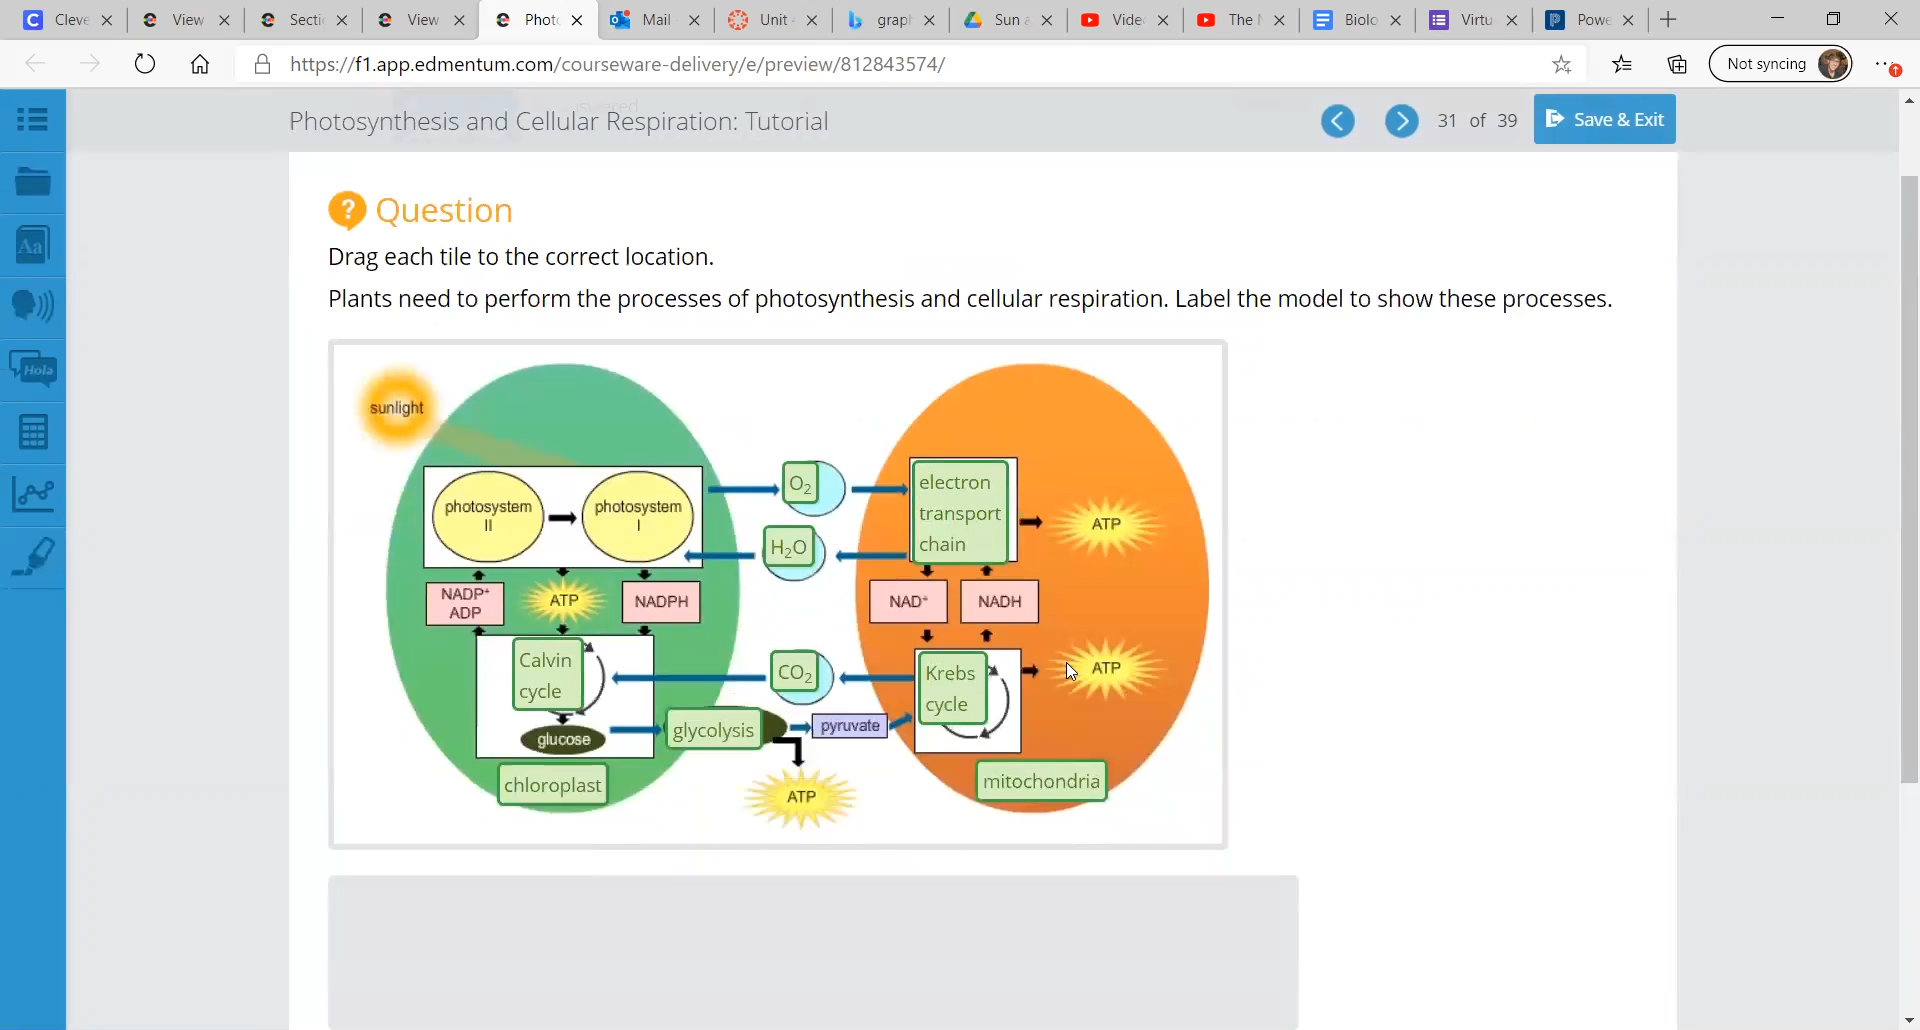 Cleve
View
Secti
View
Photo
Mail
Unit
grap
Sun a
Vide
The
Biolo
Virtu
Powe
https://f1.app.edmentum.com/courseware-delivery/e/preview/812843574/
Not syncing
Photosynthesis and Cellular Respiration: Tutorial
31 of 39
Save & Exit
Aa
Hola
? Question
Drag each tile to the correct location.
Plants need to perform the processes of photosynthesis and cellular respiration. Label the model to show these processes.
sunlight
photosystem
II
photosystem
I
O₂
electron
transport
chain
ATP
H₂O
NADP⁺
ADP
ATP
NADPH
NAD⁺
NADH
Calvin
cycle
CO₂
Krebs
cycle
ATP
glucose
glycolysis
pyruvate
chloroplast
mitochondria
ATP